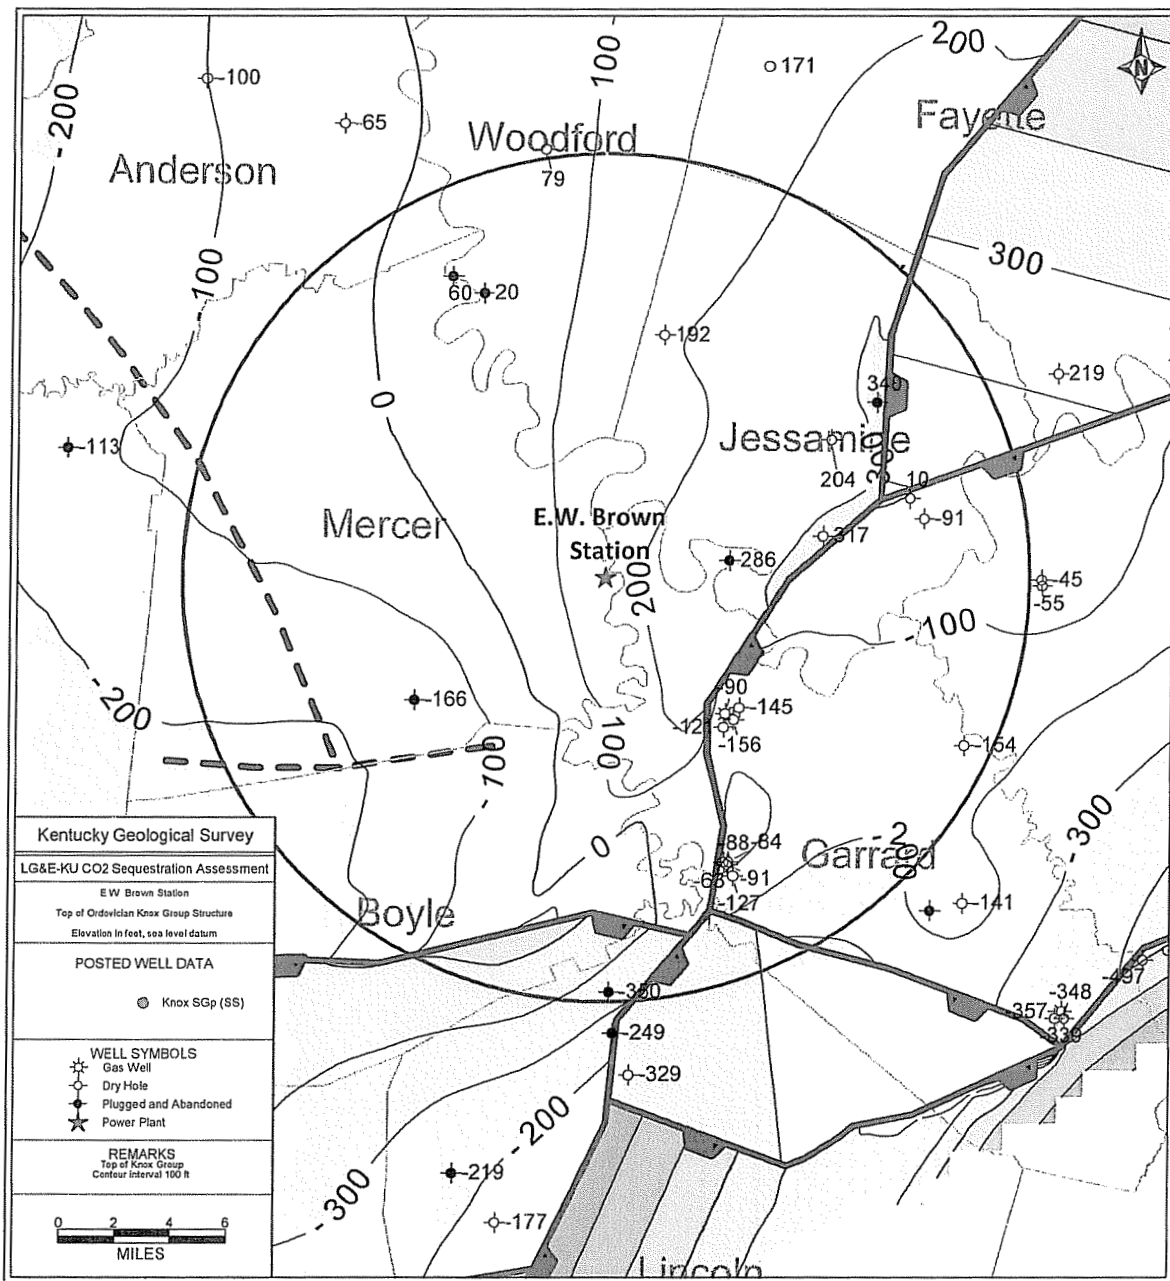 200
100
171
N
-100
-200
-65
Fayette
Woodford
Anderson
79
300
-100
60
20
192
219
340
0
-113
Jessamine
204
300
10
Mercer
E.W. Brown
Station
-91
317
286
200
-45
-55
-100
-90
-166
-145
-200
-156
-154
100
-100
-300
0
-88
-84
-200
Garrard
-91
-127
-141
Boyle
-497
-350
-348
-357
-339
-249
-329
-200
-219
-300
-177
Lincoln
Kentucky Geological Survey
LG&E-KU CO2 Sequestration Assessment
E W Brown Station
Top of Ordovician Knox Group Structure
Elevation in feet, sea level datum
POSTED WELL DATA
Knox SGp (SS)
WELL SYMBOLS
Gas Well
Dry Hole
Plugged and Abandoned
Power Plant
REMARKS
Top of Knox Group
Contour interval 100 ft
0 2 4 6
MILES